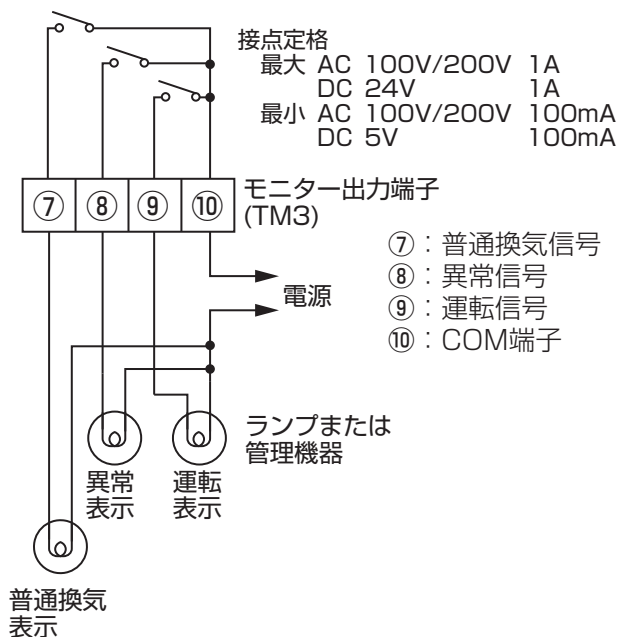 接点定格
最大 AC 100V/200V 1A
DC 24V 1A
最小 AC 100V/200V 100mA
DC 5V 100mA
⑦ ⑧ ⑨ ⑩
モニター出力端子
(TM3)
⑦：普通換気信号
⑧：異常信号
⑨：運転信号
⑩：COM端子
電源
ランプまたは
管理機器
異常
表示
運転
表示
普通換気
表示